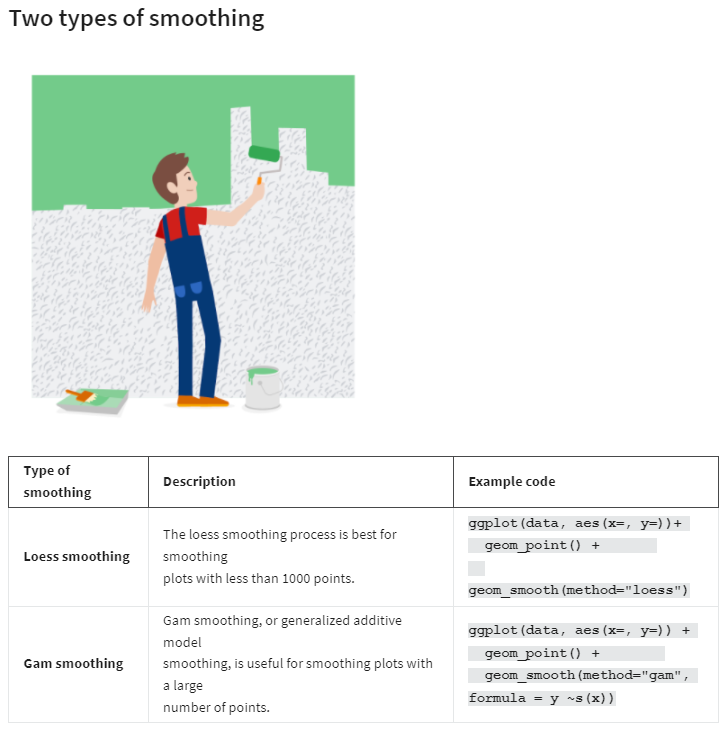 Two types of smoothing
Type of
smoothing
Description
Example code
Loess smoothing
The loess smoothing process is best for
smoothing
plots with less than 1000 points.
ggplot(data, aes(x=, y=))+
geom_point() +
geom_smooth(method="loess")
Gam smoothing
Gam smoothing, or generalized additive
model
smoothing, is useful for smoothing plots with
a large
number of points.
ggplot(data, aes(x=, y=)) +
geom_point() +
geom_smooth(method="gam",
formula = y ~s(x))